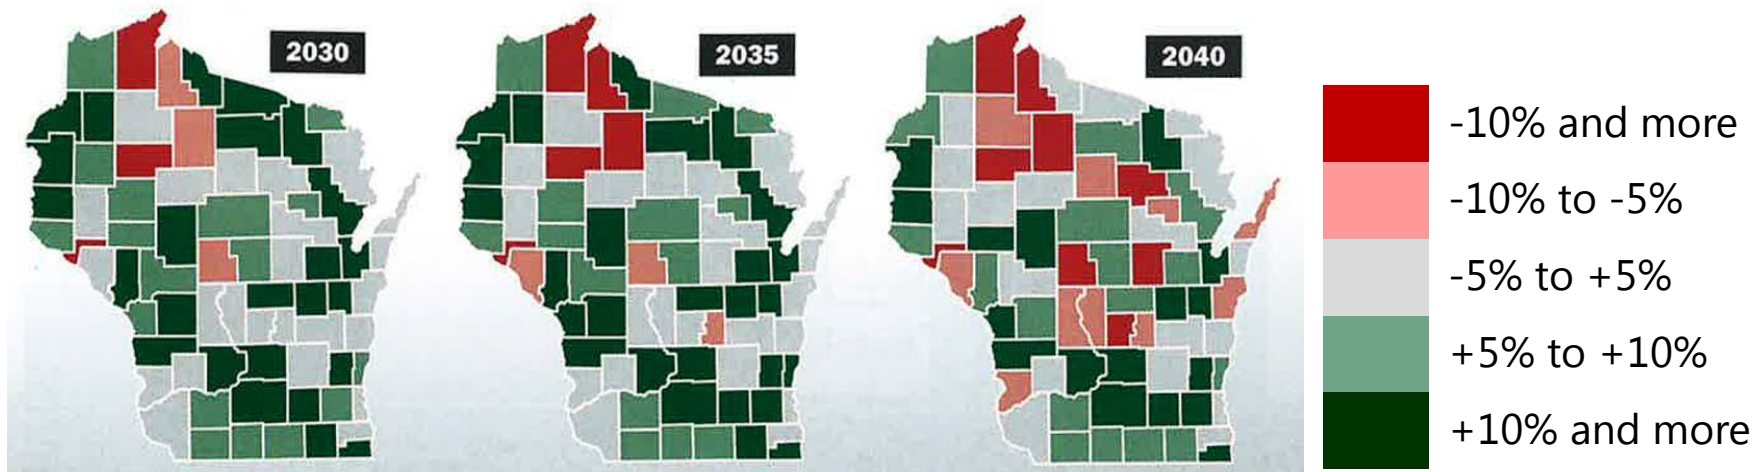 2030
2035
2040
-10% and more
-10% to -5%
-5% to +5%
+5% to +10%
+10% and more